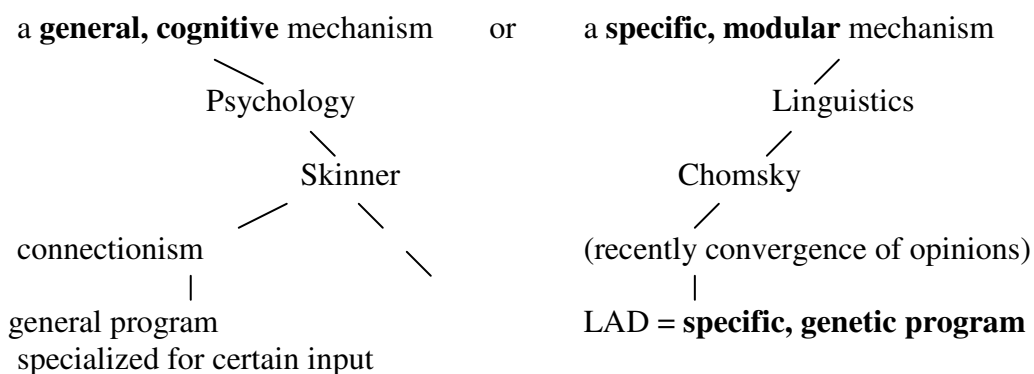 a general, cognitive mechanism or a specific, modular mechanism
Psychology Linguistics
Skinner Chomsky
connectionism (recently convergence of opinions)
general program LAD = specific, genetic program
specialized for certain input